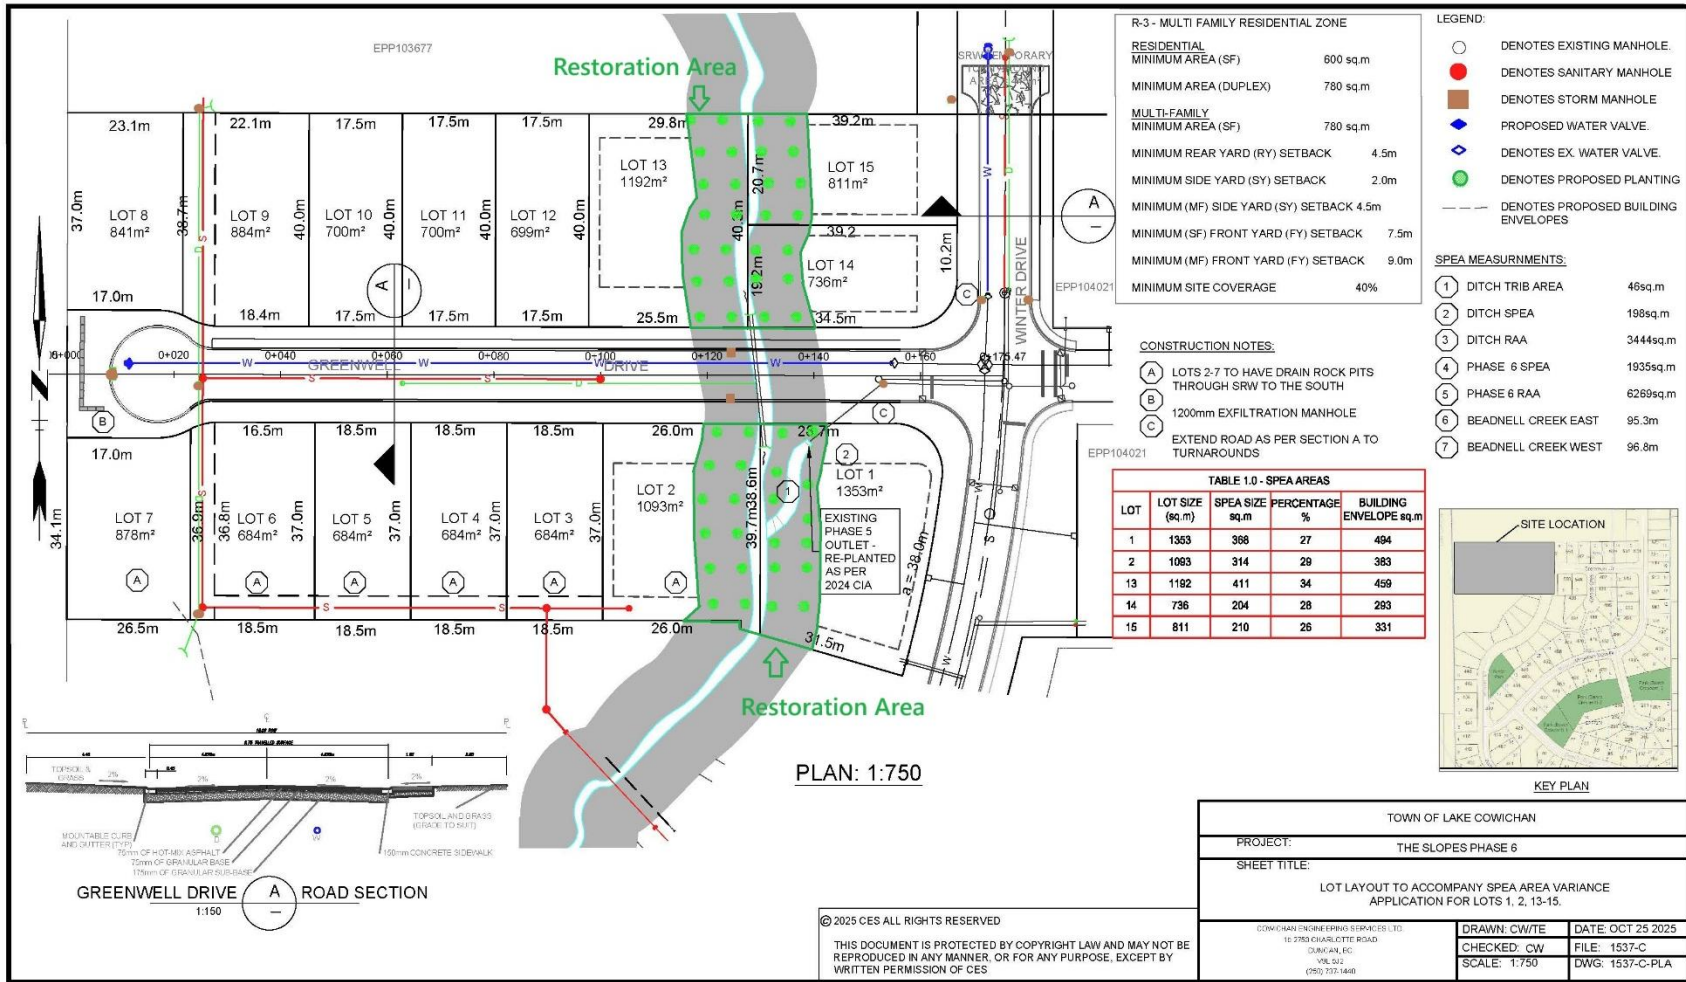 EPP103677
Restoration Area
23.1m
22.1m
17.5m
17.5m
17.5m
29.8m
39.2m
37.0m
LOT 8
841m²
38.7m
LOT 9
884m²
40.0m
LOT 10
700m²
40.0m
LOT 11
700m²
40.0m
LOT 12
699m²
40.0m
LOT 13
1192m²
20.7m
LOT 15
811m²
39.2
19.2m
LOT 14
736m²
10.2m
17.0m
18.4m
17.5m
17.5m
17.5m
25.5m
34.5m
A
A
C
WINTER DRIVE
EPP104021
0+020
0+040
0+060
0+080
0+100
0+120
0+140
0+160
0+175.47
GREENWELL DRIVE
W W W W W
S S S
D
N
B
C
17.0m
16.5m
18.5m
18.5m
18.5m
26.0m
EPP104021
34.1m
LOT 7
878m²
36.9m
36.8m
LOT 6
684m²
37.0m
LOT 5
684m²
37.0m
LOT 4
684m²
37.0m
LOT 3
684m²
37.0m
LOT 2
1093m²
39.7m
38.6m
1
2
LOT 1
1353m²
EXISTING
PHASE 5
OUTLET -
RE-PLANTED
AS PER
2024 CIA
a = 38.0m
A A A A A A
26.5m
18.5m
18.5m
18.5m
18.5m
26.0m
31.5m
Restoration Area
PLAN: 1:750
R-3 - MULTI FAMILY RESIDENTIAL ZONE
RESIDENTIAL
MINIMUM AREA (SF) 600 sq.m
MINIMUM AREA (DUPLEX) 780 sq.m
MULTI-FAMILY
MINIMUM AREA (SF) 780 sq.m
MINIMUM REAR YARD (RY) SETBACK 4.5m
MINIMUM SIDE YARD (SY) SETBACK 2.0m
MINIMUM (MF) SIDE YARD (SY) SETBACK 4.5m
MINIMUM (SF) FRONT YARD (FY) SETBACK 7.5m
MINIMUM (MF) FRONT YARD (FY) SETBACK 9.0m
MINIMUM SITE COVERAGE 40%
LEGEND:
DENOTES EXISTING MANHOLE.
DENOTES SANITARY MANHOLE
DENOTES STORM MANHOLE
PROPOSED WATER VALVE.
DENOTES EX. WATER VALVE.
DENOTES PROPOSED PLANTING
DENOTES PROPOSED BUILDING
ENVELOPES
SPEA MEASURNMENTS:
1 DITCH TRIB AREA 46sq.m
2 DITCH SPEA 198sq.m
3 DITCH RAA 3444sq.m
4 PHASE 6 SPEA 1935sq.m
5 PHASE 6 RAA 6269sq.m
6 BEADNELL CREEK EAST 95.3m
7 BEADNELL CREEK WEST 96.8m
CONSTRUCTION NOTES:
A LOTS 2-7 TO HAVE DRAIN ROCK PITS
THROUGH SRW TO THE SOUTH
B 1200mm EXFILTRATION MANHOLE
C EXTEND ROAD AS PER SECTION A TO
TURNAROUNDS
TABLE 1.0 - SPEA AREAS
LOT LOT SIZE (sq.m) SPEA SIZE sq.m PERCENTAGE % BUILDING ENVELOPE sq.m
1 1353 368 27 494
2 1093 314 29 383
13 1192 411 34 459
14 736 204 28 293
15 811 210 26 331
SITE LOCATION
KEY PLAN
TOPSOIL &
GRASS
2% 2% 2% 2%
MOUNTABLE CURB
AND GUTTER (TYP)
75mm OF HOT-MIX ASPHALT
75mm OF GRANULAR BASE
175mm OF GRANULAR SUB-BASE
150mm CONCRETE SIDEWALK
TOPSOIL AND GRASS
(GRADE TO SUIT)
GREENWELL DRIVE A ROAD SECTION
1:150
© 2025 CES ALL RIGHTS RESERVED
THIS DOCUMENT IS PROTECTED BY COPYRIGHT LAW AND MAY NOT BE
REPRODUCED IN ANY MANNER, OR FOR ANY PURPOSE, EXCEPT BY
WRITTEN PERMISSION OF CES
TOWN OF LAKE COWICHAN
PROJECT: THE SLOPES PHASE 6
SHEET TITLE:
LOT LAYOUT TO ACCOMPANY SPEA AREA VARIANCE
APPLICATION FOR LOTS 1, 2, 13-15.
COWICHAN ENGINEERING SERVICES LTD.
2753 CHARLOTTE ROAD
DUNCAN, BC
(250) 737-1440
DRAWN: CW/TE
DATE: OCT 25 2025
CHECKED: CW
FILE: 1537-C
SCALE: 1:750
DWG: 1537-C-PLA